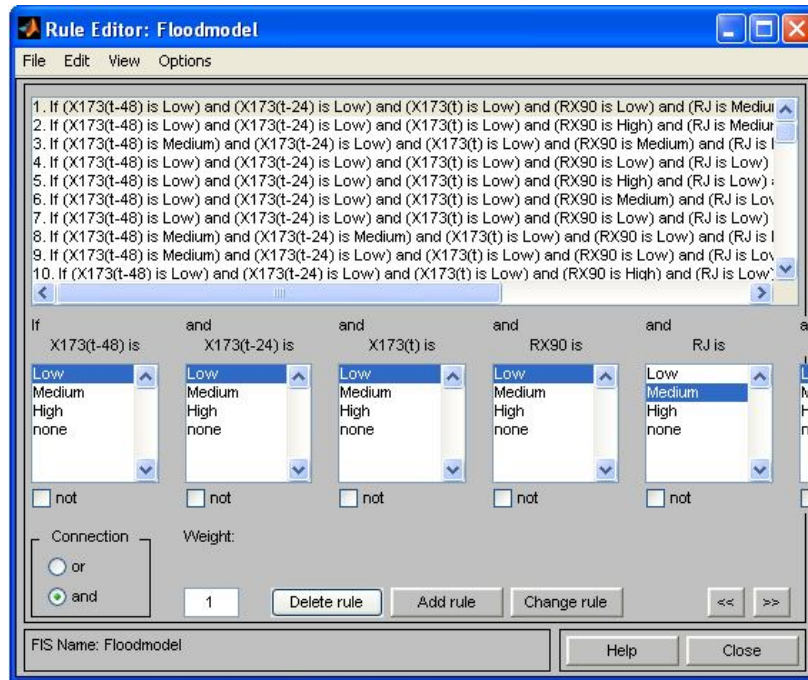 Rule Editor: Floodmodel
File Edit View Options
1. If (X173(t-48) is Low) and (X173(t-24) is Low) and (X173(t) is Low) and (RX90 is Low) and (RJ is
2. If (X173(t-48) is Low) and (X173(t-24) is Low) and (X173(t) is Low) and (RX90 is High) and (RJ is
3. If (X173(t-48) is Medium) and (X173(t-24) is Low) and (X173(t) is Low) and (RX90 is Medium) and (RJ is
4. If (X173(t-48) is Low) and (X173(t-24) is Low) and (X173(t) is Low) and (RX90 is Low) and (RJ is Low)
5. If (X173(t-48) is Low) and (X173(t-24) is Low) and (X173(t) is Low) and (RX90 is High) and (RJ is Low)
6. If (X173(t-48) is Low) and (X173(t-24) is Low) and (X173(t) is Low) and (RX90 is Medium) and (RJ is
7. If (X173(t-48) is Low) and (X173(t-24) is Low) and (X173(t) is Low) and (RX90 is Low) and (RJ is Low)
8. If (X173(t-48) is Medium) and (X173(t-24) is Medium) and (X173(t) is Low) and (RX90 is Low) and (RJ is
9. If (X173(t-48) is Medium) and (X173(t-24) is Low) and (X173(t) is Low) and (RX90 is Low) and (RJ is
10. If (X173(t-48) is Low) and (X173(t-24) is Low) and (X173(t) is Low) and (RX90 is High) and (RJ is Low)
If and and and and
X173(t-48) is X173(t-24) is X173(t) is RX90 is RJ is
Low Low Low Low Low
Medium Medium Medium Medium Medium
High High High High High
none none none none none
not not not not not
Connection Weight:
or
and 1 Delete rule Add rule Change rule << >>
FIS Name: Floodmodel Help Close